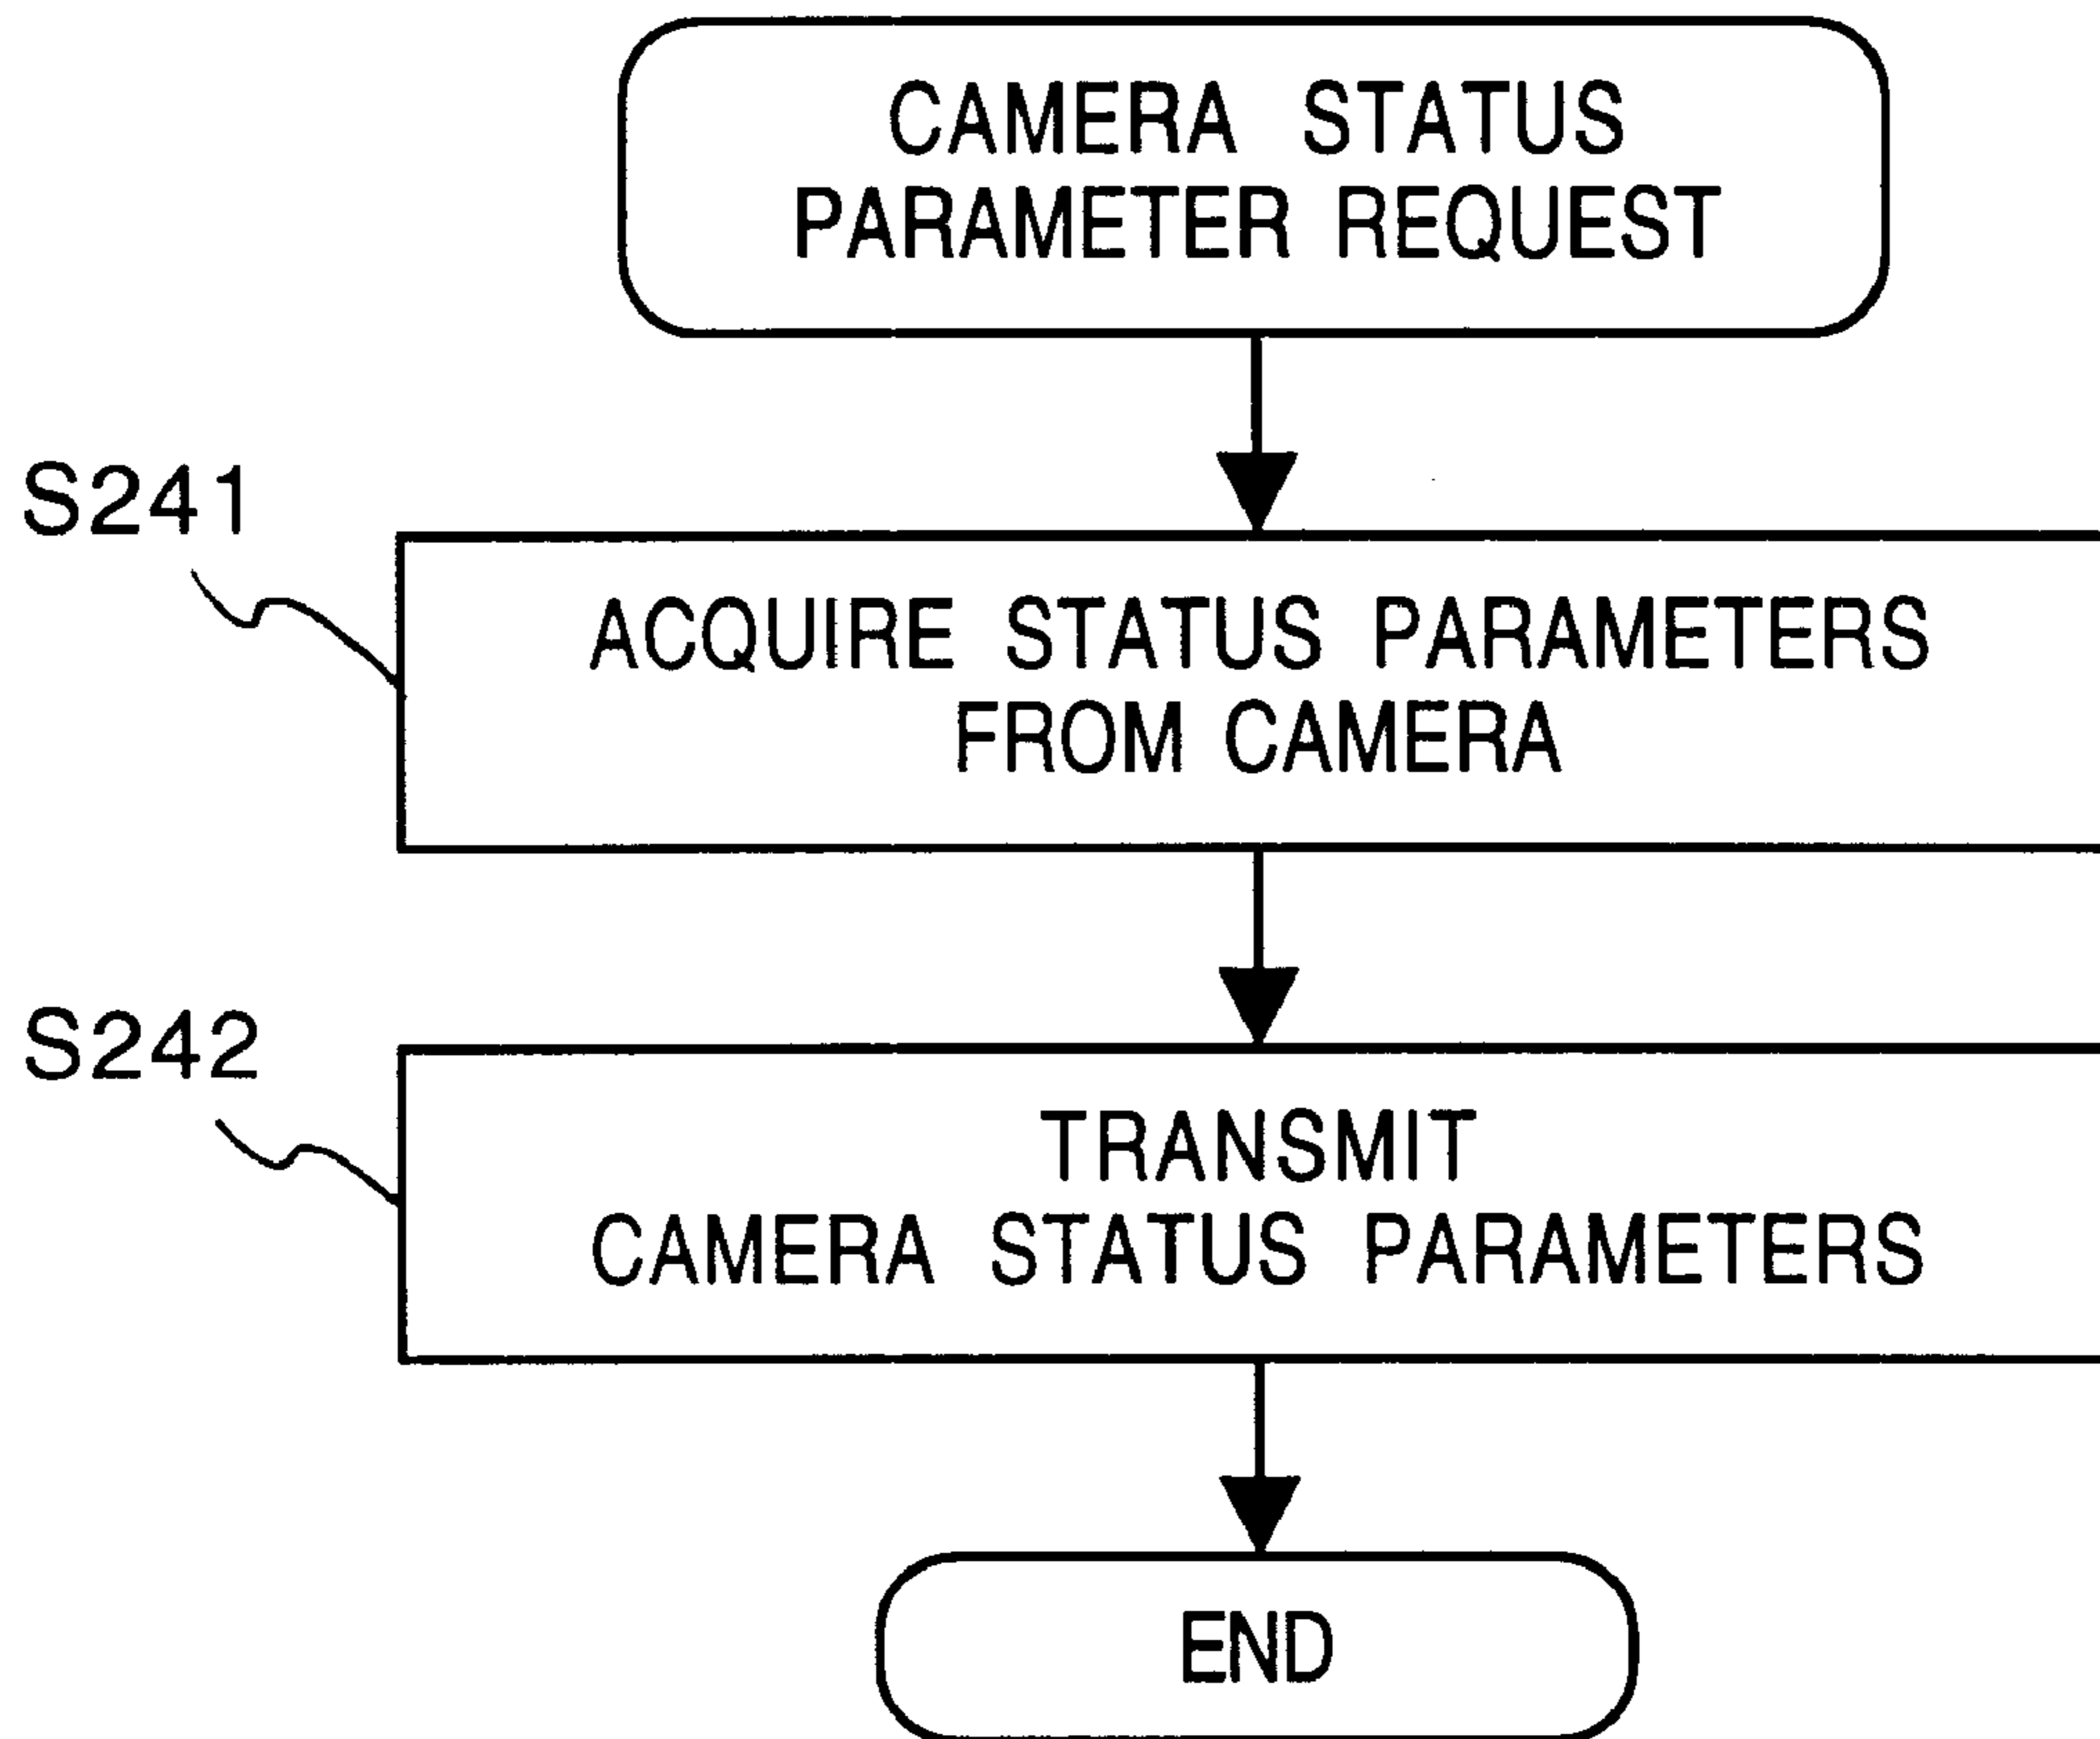 CAMERA STATUS
PARAMETER REQUEST
S241
ACQUIRE STATUS PARAMETERS
FROM CAMERA
S242
TRANSMIT
CAMERA STATUS PARAMETERS
END